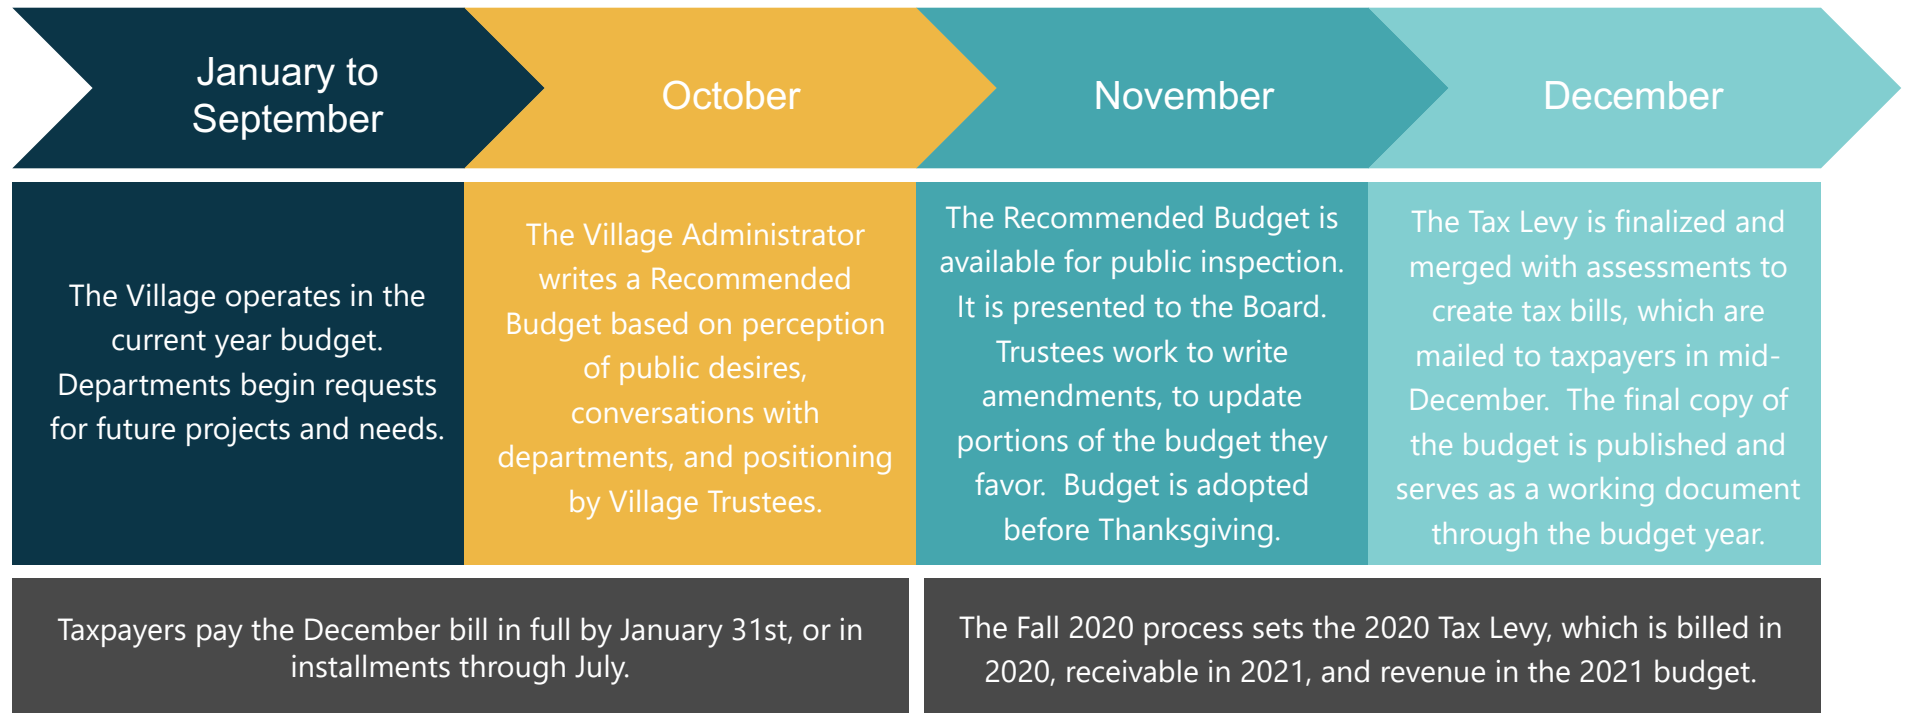 January to
September
October
November
December
The Village operates in the
current year budget.
Departments begin requests
for future projects and needs.
The Village Administrator
writes a Recommended
Budget based on perception
of public desires,
conversations with
departments, and positioning
by Village Trustees.
The Recommended Budget is
available for public inspection.
It is presented to the Board.
Trustees work to write
amendments, to update
portions of the budget they
favor.  Budget is adopted
before Thanksgiving.
The Tax Levy is finalized and
merged with assessments to
create tax bills, which are
mailed to taxpayers in mid-
December.  The final copy of
the budget is published and
serves as a working document
through the budget year.
Taxpayers pay the December bill in full by January 31st, or in
installments through July.
The Fall 2020 process sets the 2020 Tax Levy, which is billed in
2020, receivable in 2021, and revenue in the 2021 budget.